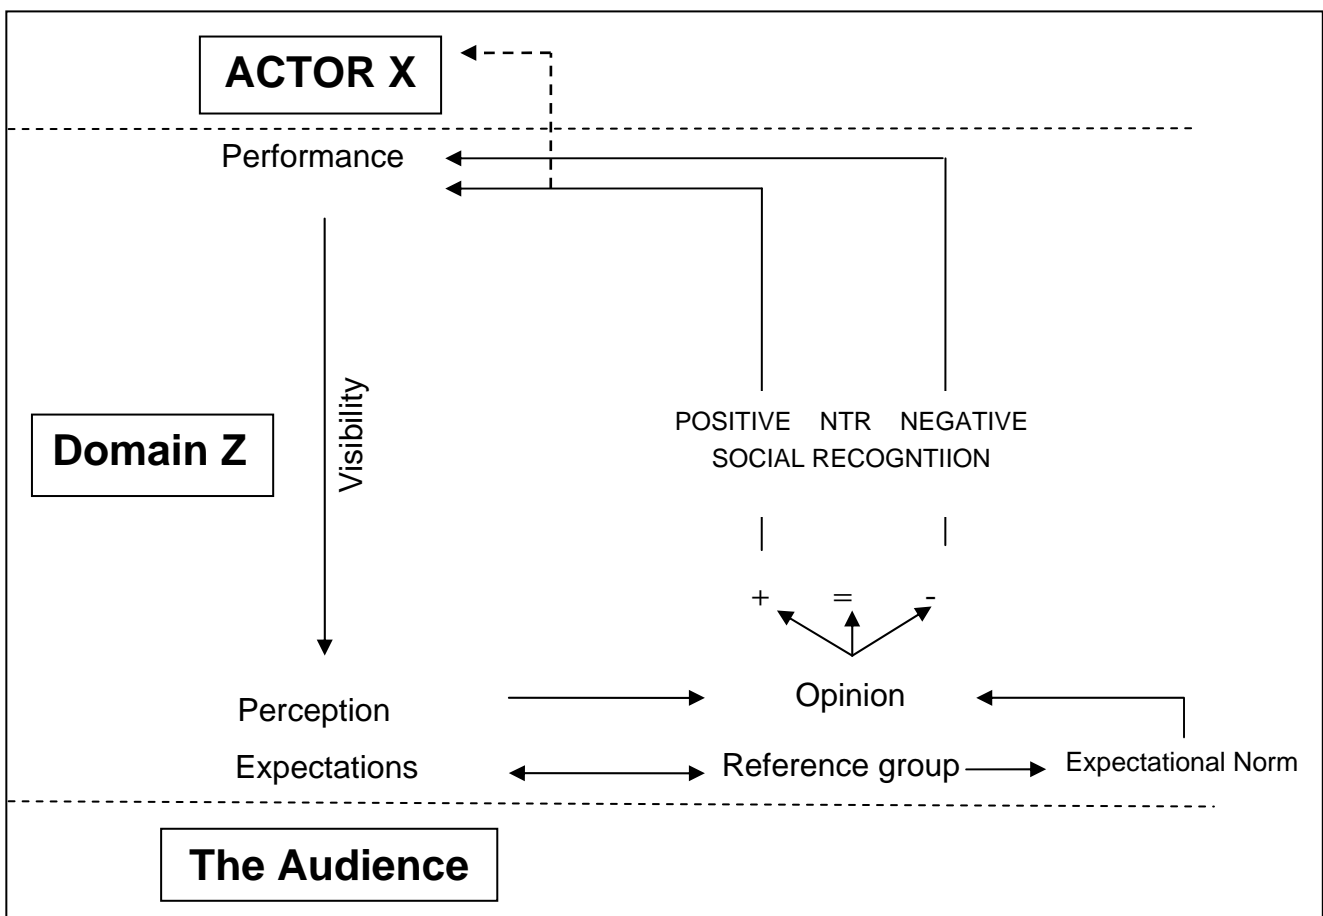 ACTOR X
Performance
Visibility
Domain Z
POSITIVE NTR NEGATIVE
SOCIAL RECOGNTIION
+ = -
Perception
Opinion
Expectations
Reference group
Expectational Norm
The Audience